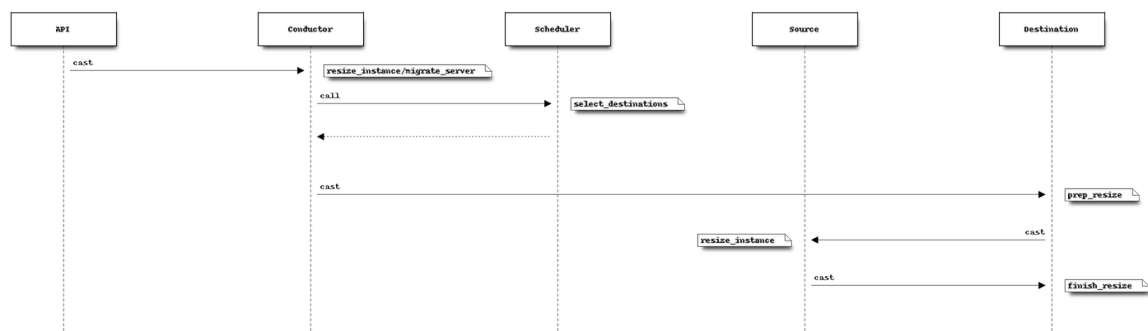 API Conductor Scheduler Source Destination
cast
resize_instance/migrate_server
call
select_destinations
cast
prep_resize
resize_instance
cast
cast
finish_resize